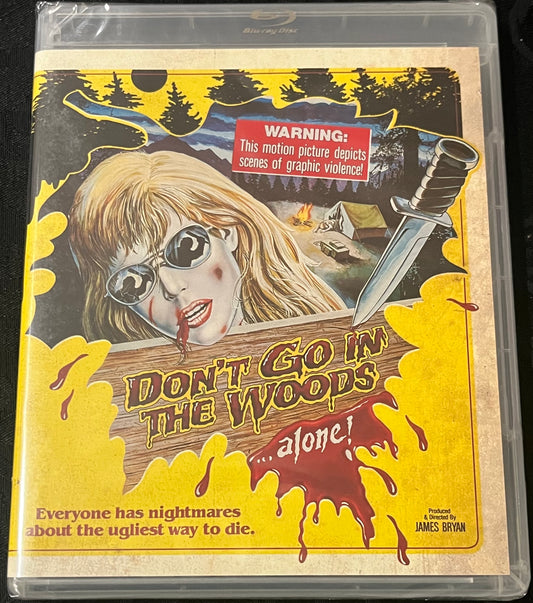 Blu-ray Disc
WARNING:
This motion picture depicts
scenes of graphic violence!
DON'T GO IN
THE WOODS
...alone!
Everyone has nightmares
about the ugliest way to die.
Produced
& Directed By
JAMES BRYAN